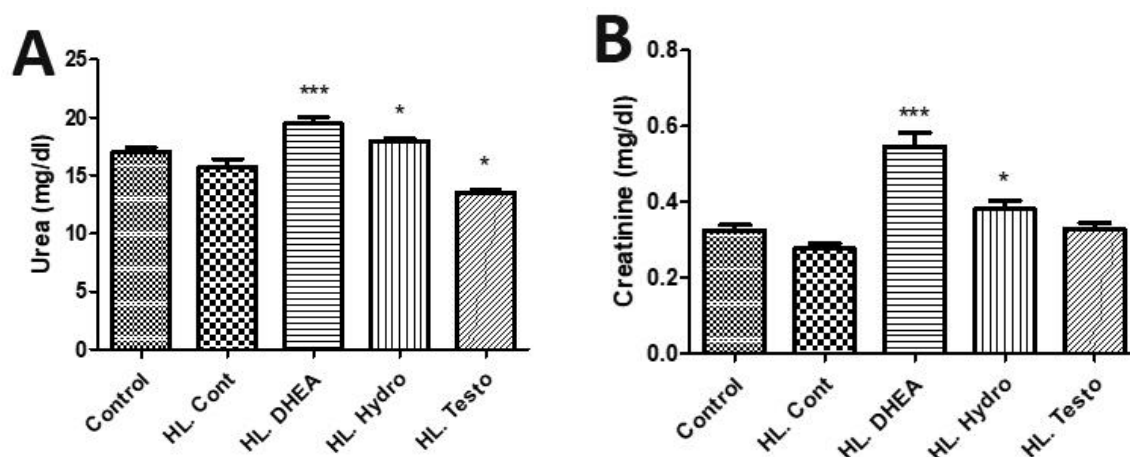 A
Urea (mg/dl)
25
20
15
10
5
0
***
*
*
Control
HL. Cont
HL. DHEA
HL. Hydro
HL. Testo
B
Creatinine (mg/dl)
0.8
0.6
0.4
0.2
0.0
***
*
Control
HL. Cont
HL. DHEA
HL. Hydro
HL. Testo